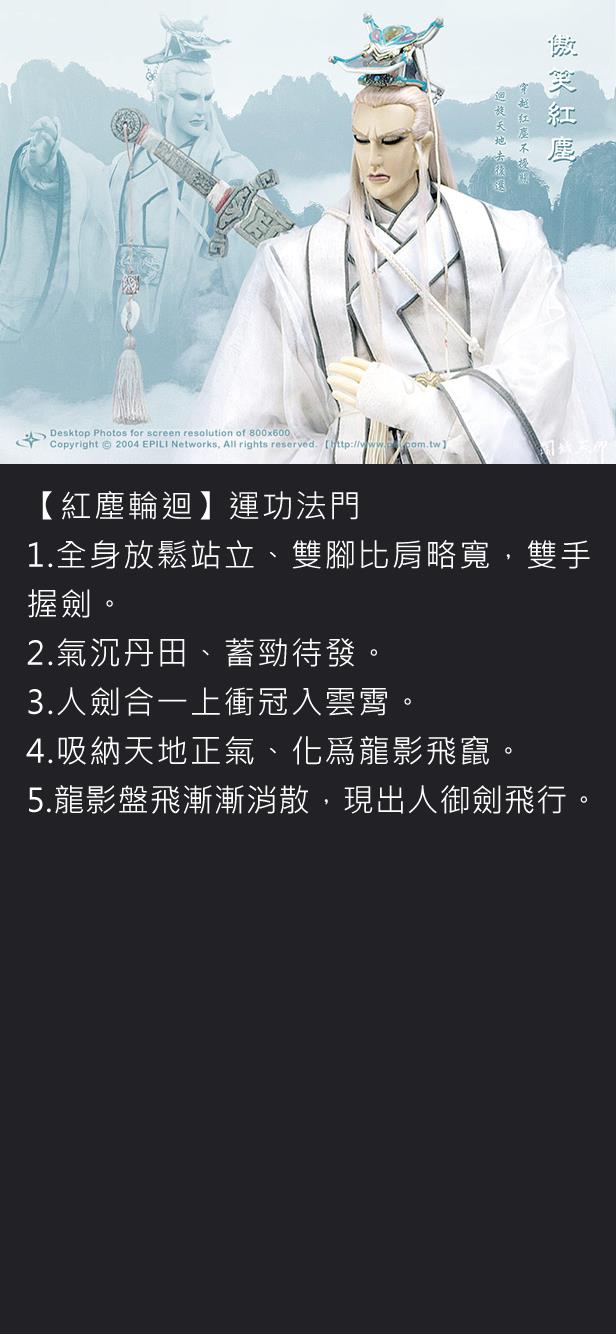 傲笑紅塵
穿越紅塵不擾關
迴旋天地去複還
Desktop Photos for screen resolution of 800x600
Copyright © 2004 EPILI Networks, All rights reserved.【http://www.pili.com.tw】
【紅塵輪迴】運功法門
1.全身放鬆站立、雙腳比肩略寬，雙手
握劍。
2.氣沉丹田、蓄勁待發。
3.人劍合一上衝冠入雲霄。
4.吸納天地正氣、化爲龍影飛竄。
5.龍影盤飛漸漸消散，現出人御劍飛行。